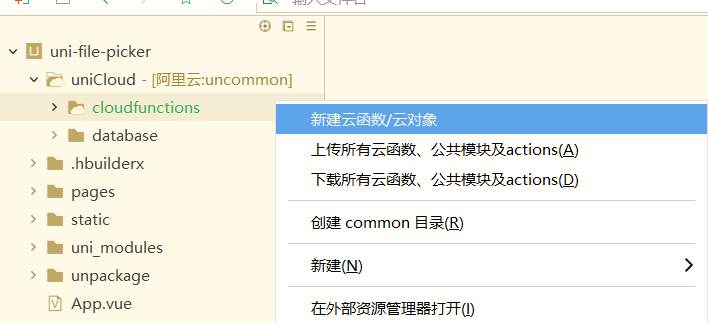 输入文件名
uni-file-picker
uniCloud - [阿里云:uncommon]
cloudfunctions
database
.hbuilderx
pages
static
uni_modules
unpackage
App.vue
新建云函数/云对象
上传所有云函数、公共模块及actions(A)
下载所有云函数、公共模块及actions(D)
创建 common 目录(R)
新建(N)
在外部资源管理器打开(I)